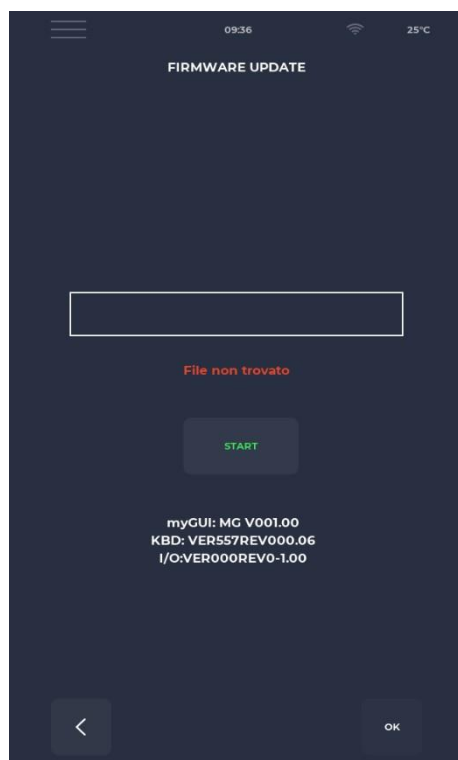 09:36 25°C
FIRMWARE UPDATE
File non trovato
START
myGUI: MG V001.00
KBD: VER557REV000.06
I/O:VER000REV0-1.00
OK